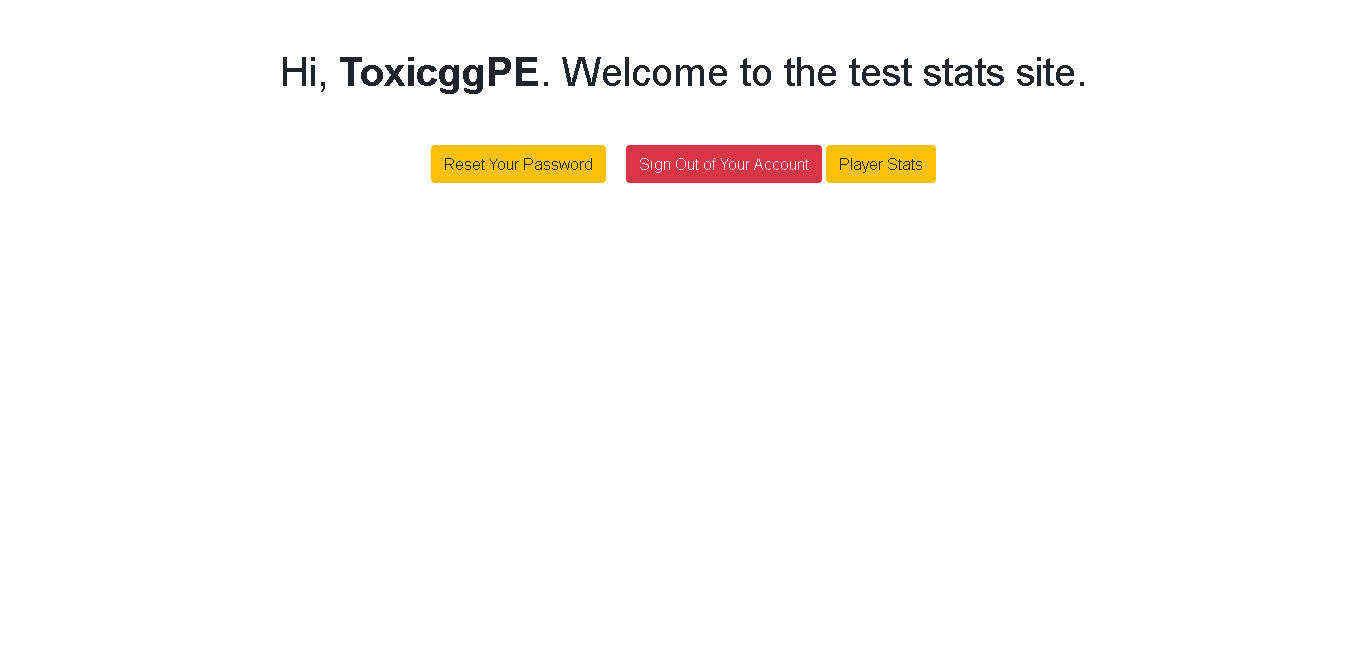 Hi, ToxicggPE. Welcome to the test stats site.
Reset Your Password Sign Out of Your Account Player Stats